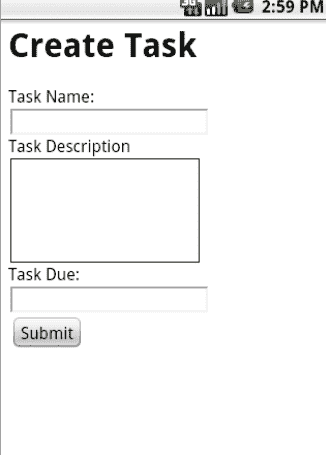 2:59 PM
Create Task
Task Name:
Task Description
Task Due:
Submit